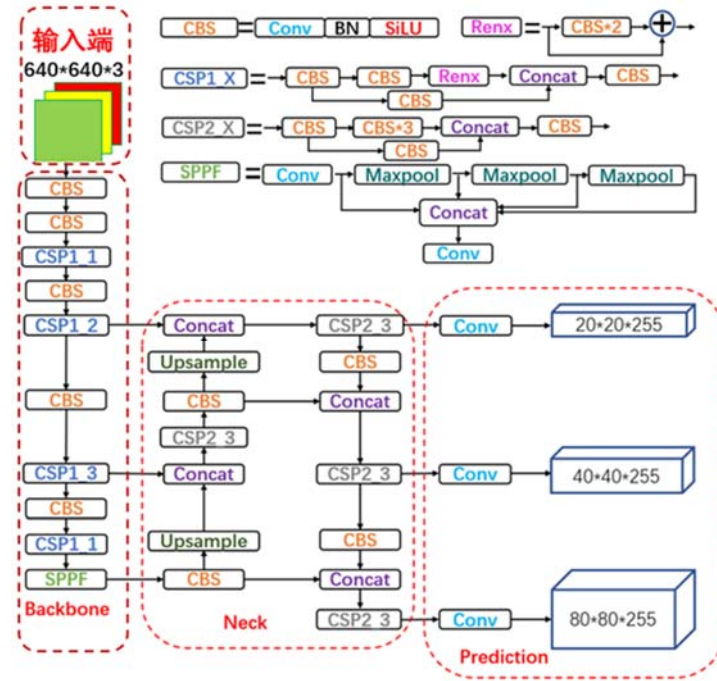 输入端
640*640*3
CBS = Conv BN SiLU
Renx = CBS*2 +
CSP1_X = CBS CBS Renx Concat CBS
CBS
CSP2_X = CBS CBS*3 Concat CBS
CBS
SPPF = Conv Maxpool Maxpool Maxpool
Concat
Conv
CBS
CBS
CSP1_1
CBS
CSP1_2
CBS
CSP1_3
CBS
CSP1_1
SPPF
Backbone
Concat
Upsample
CBS
CSP2_3
Concat
Upsample
CBS
CSP2_3
CBS
Concat
CSP2_3
CBS
Concat
CSP2_3
Neck
Conv
20*20*255
Conv
40*40*255
Conv
80*80*255
Prediction